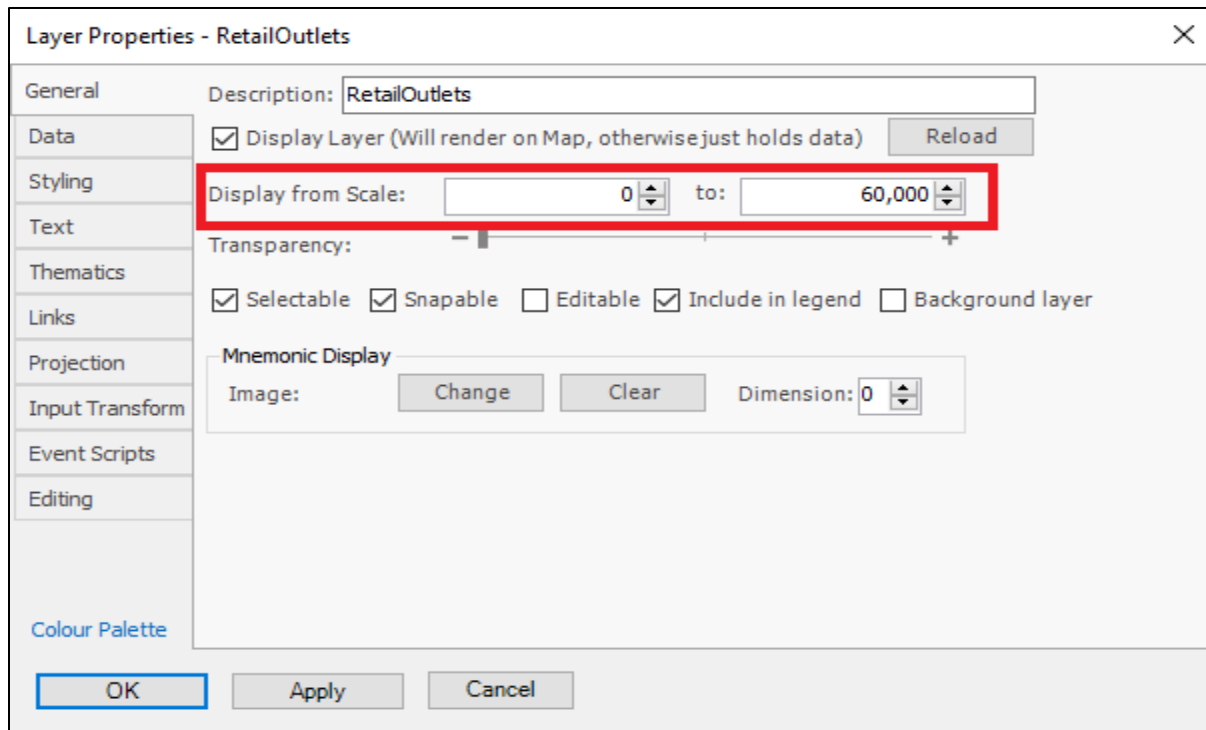 Layer Properties - RetailOutlets
General
Data
Styling
Text
Thematics
Links
Projection
Input Transform
Event Scripts
Editing
Colour Palette
Description: RetailOutlets
Display Layer (Will render on Map, otherwise just holds data) Reload
Display from Scale: 0 to: 60,000
Transparency: − +
Selectable Snapable Editable Include in legend Background layer
Mnemonic Display
Image: Change Clear Dimension: 0
OK Apply Cancel